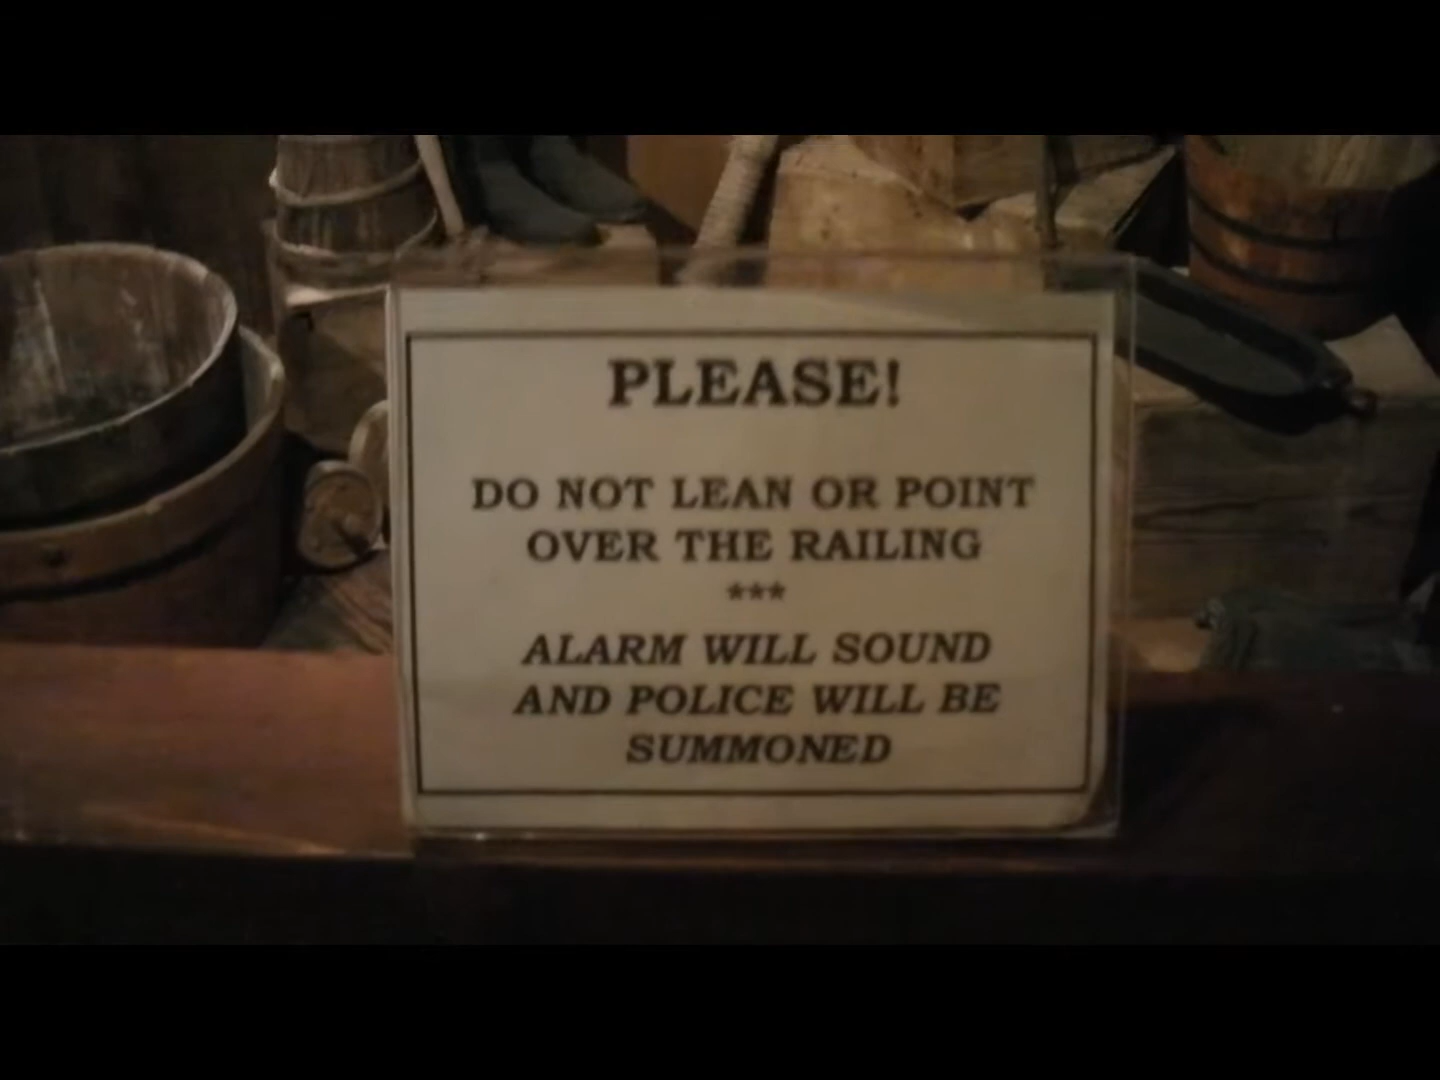 PLEASE!
DO NOT LEAN OR POINT
OVER THE RAILING
***
ALARM WILL SOUND
AND POLICE WILL BE
SUMMONED